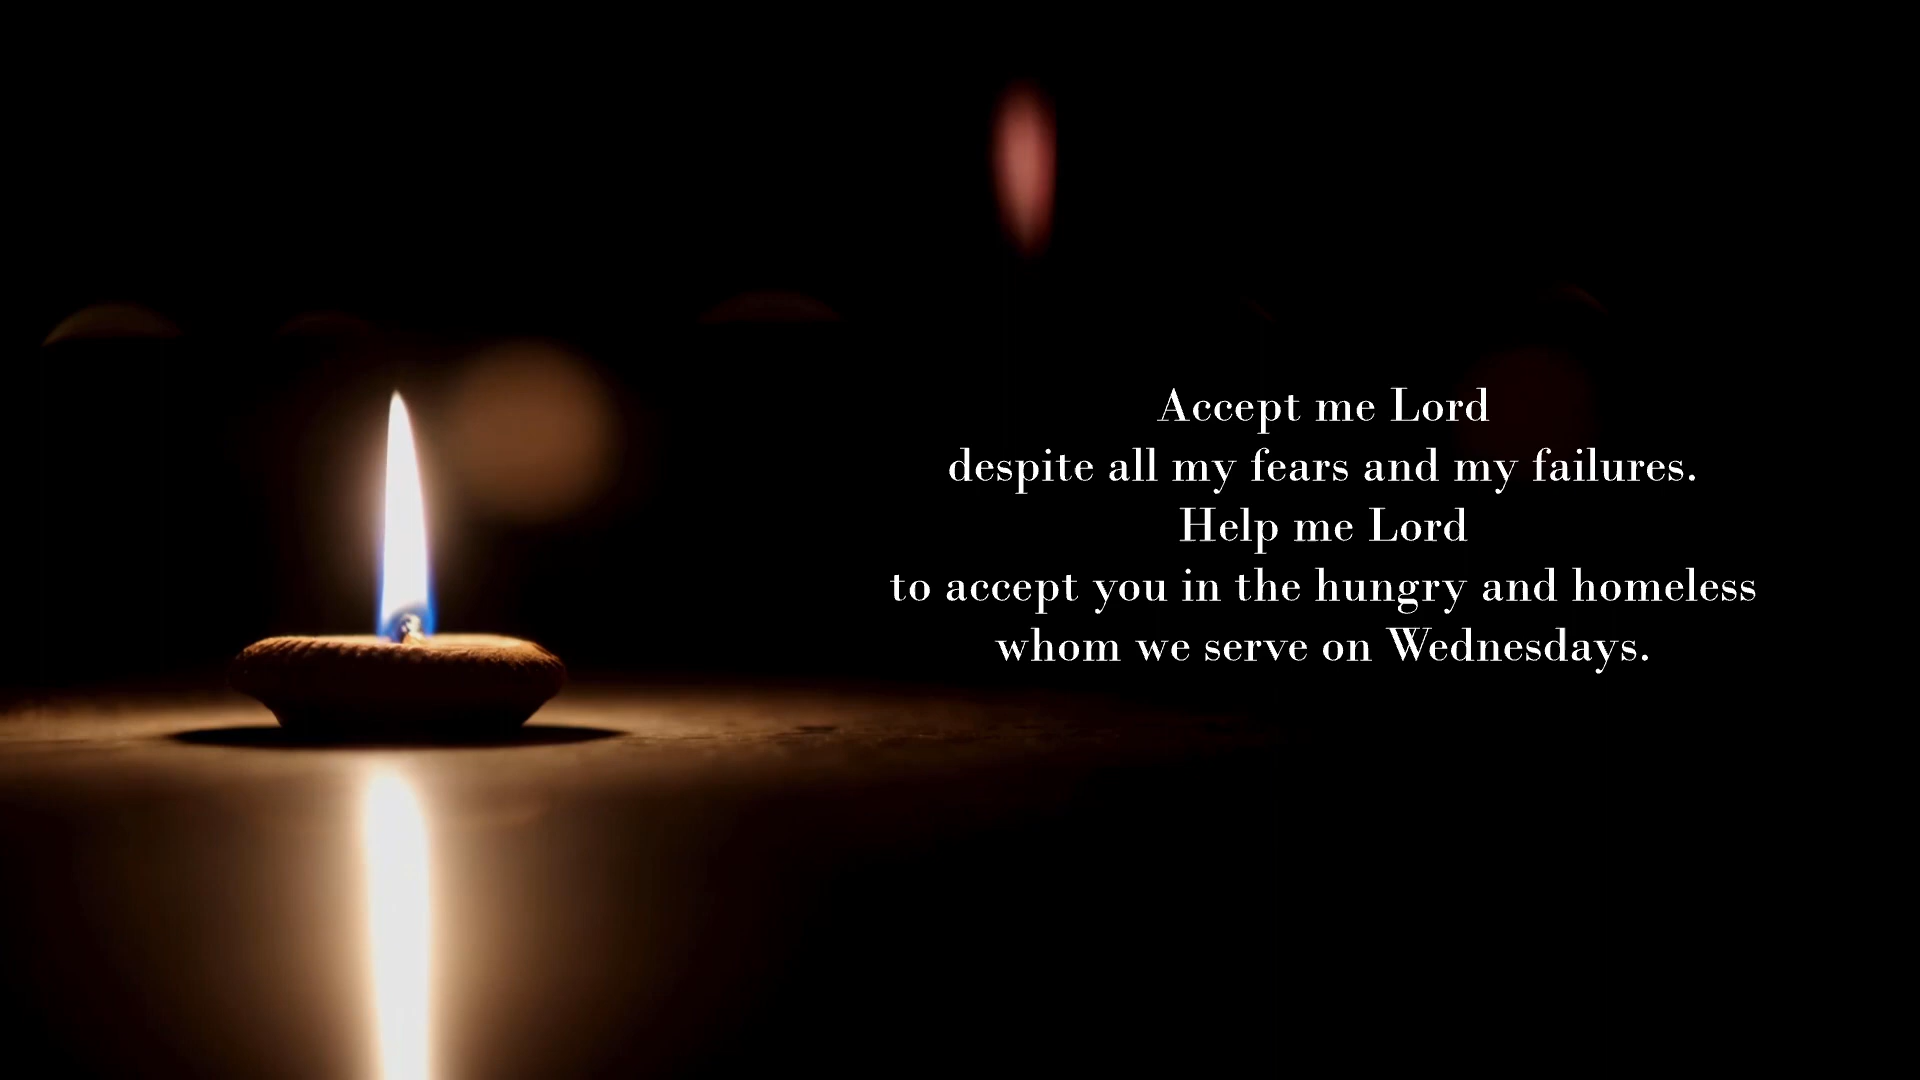 Accept me Lord
despite all my fears and my failures.
Help me Lord
to accept you in the hungry and homeless
whom we serve on Wednesdays.